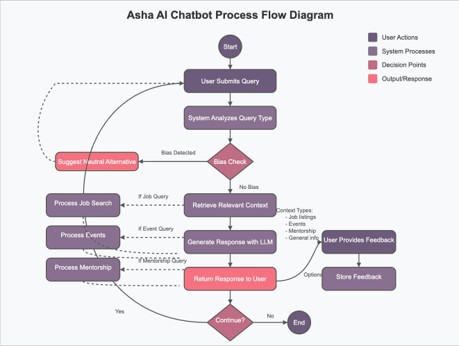 Asha AI Chatbot Process Flow Diagram
Start
User Actions
System Processes
Decision Points
Output/Response
User Submits Query
System Analyzes Query Type
Bias Detected
Suggest Neutral Alternative
Bias Check
No Bias
If Job Query
Process Job Search
Retrieve Relevant Context
Context Types:
- Job listings
- Events
- Mentorship
- General info
If Event Query
Process Events
Generate Response with LLM
User Provides Feedback
If Mentorship Query
Process Mentorship
Return Response to User
Optional
Store Feedback
Yes
Continue?
No
End